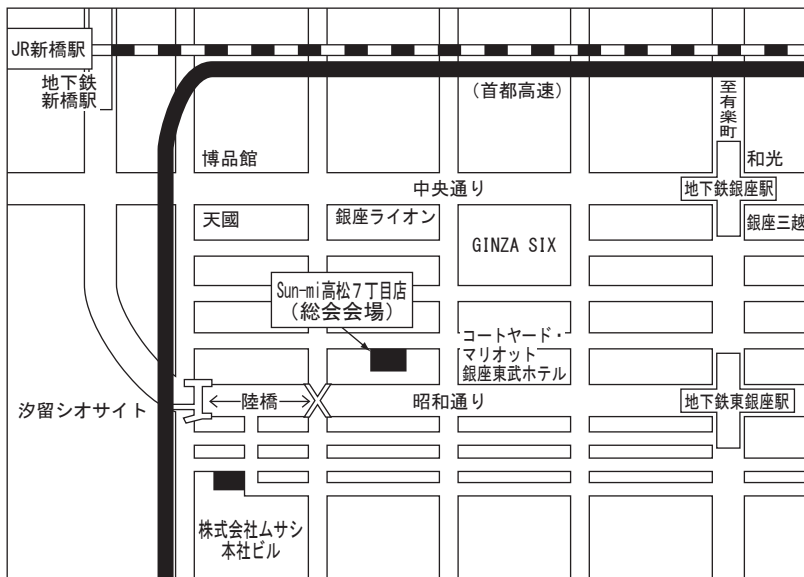 JR新橋駅
地下鉄
新橋駅
(首都高速)
至有楽町
博品館
和光
中央通り
地下鉄銀座駅
天國
銀座ライオン
GINZA SIX
銀座三越
Sun-mi高松7丁目店
(総会会場)
コートヤード・
マリオット
銀座東武ホテル
汐留シオサイト
陸橋
昭和通り
地下鉄東銀座駅
株式会社ムサシ
本社ビル